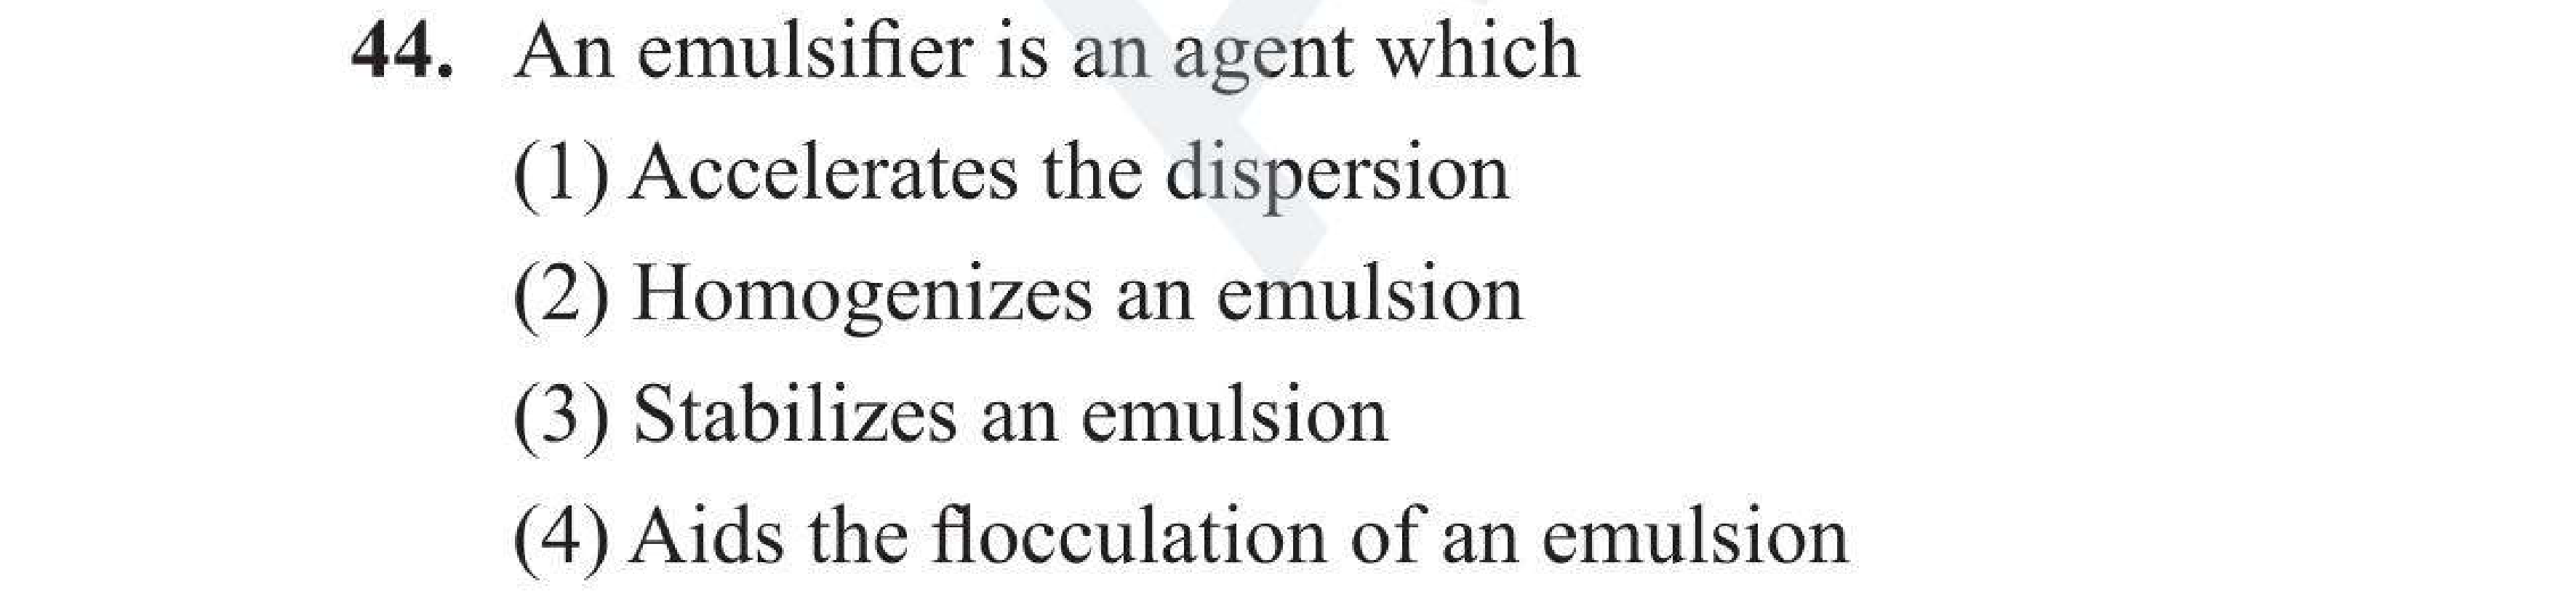 44. An emulsifier is an agent which
(1) Accelerates the dispersion
(2) Homogenizes an emulsion
(3) Stabilizes an emulsion
(4) Aids the flocculation of an emulsion